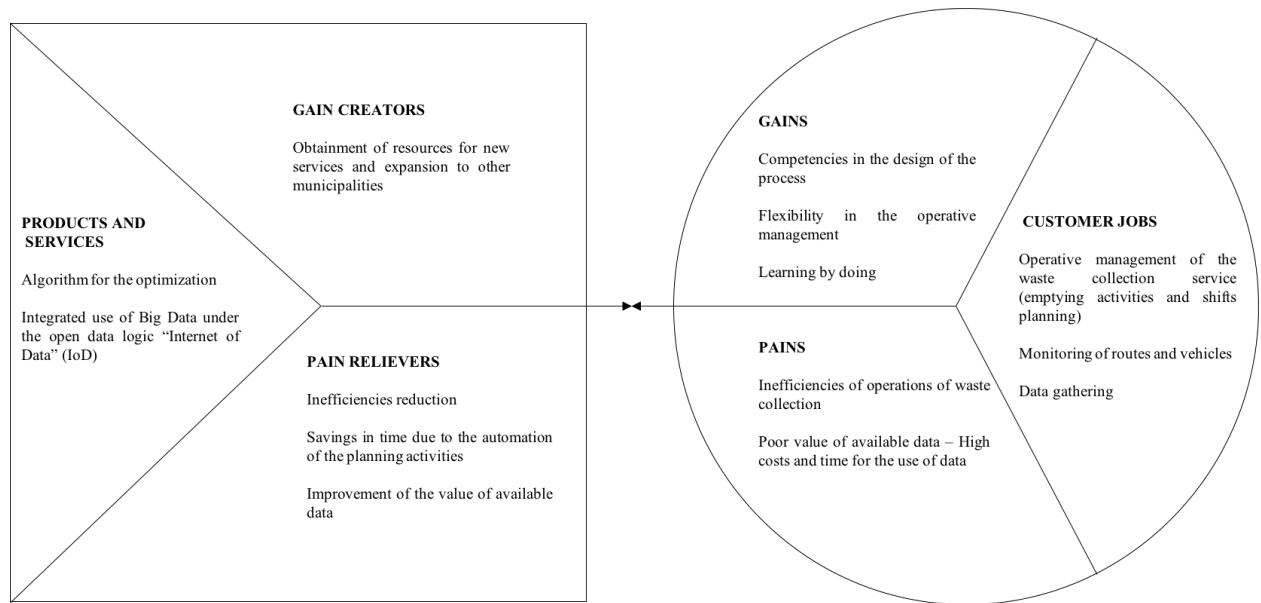 GAIN CREATORS
Obtainment of resources for new
services and expansion to other
municipalities
PRODUCTS AND
SERVICES
Algorithm for the optimization
Integrated use of Big Data under
the open data logic “Internet of
Data” (IoD)
PAIN RELIEVERS
Inefficiencies reduction
Savings in time due to the automation
of the planning activities
Improvement of the value of available
data
GAINS
Competencies in the design of the
process
Flexibility in the operative
management
Learning by doing
PAINS
Inefficiencies of operations of waste
collection
Poor value of available data – High
costs and time for the use of data
CUSTOMER JOBS
Operative management of the
waste collection service
(emptying activities and shifts
planning)
Monitoring of routes and vehicles
Data gathering